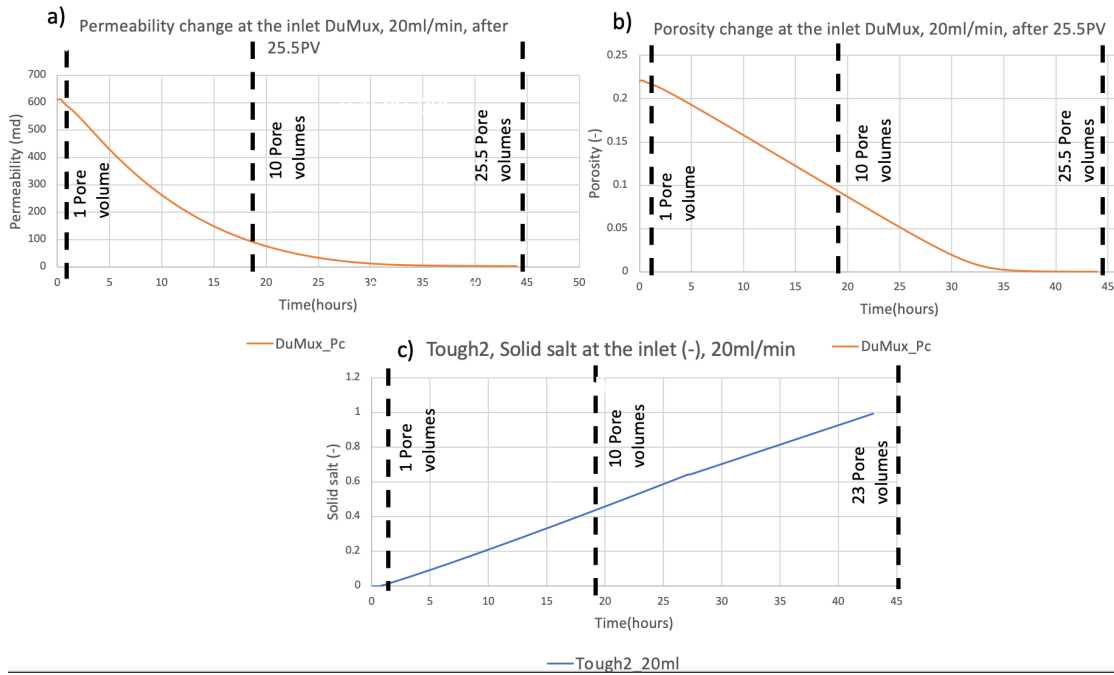 a)
Permeability change at the inlet DuMux, 20ml/min, after
25.5PV
700
600
500
400
300
200
100
0
Permeability (md)
1 Pore
volume
10 Pore
volumes
25.5 Pore
volumes
0 5 10 15 20 25 30 35 40 45 50
Time(hours)
DuMux_Pc
b)
Porosity change at the inlet DuMux, 20ml/min, after 25.5PV
0.25
0.2
0.15
0.1
0.05
0
Porosity (-)
1 Pore
volume
10 Pore
volumes
25.5 Pore
volumes
0 5 10 15 20 25 30 35 40 45
Time(hours)
DuMux_Pc
c)
Tough2, Solid salt at the inlet (-), 20ml/min
1.2
1
0.8
0.6
0.4
0.2
0
Solid salt (-)
1 Pore
volumes
10 Pore
volumes
23 Pore
volumes
0 5 10 15 20 25 30 35 40 45
Time(hours)
Tough2_20ml